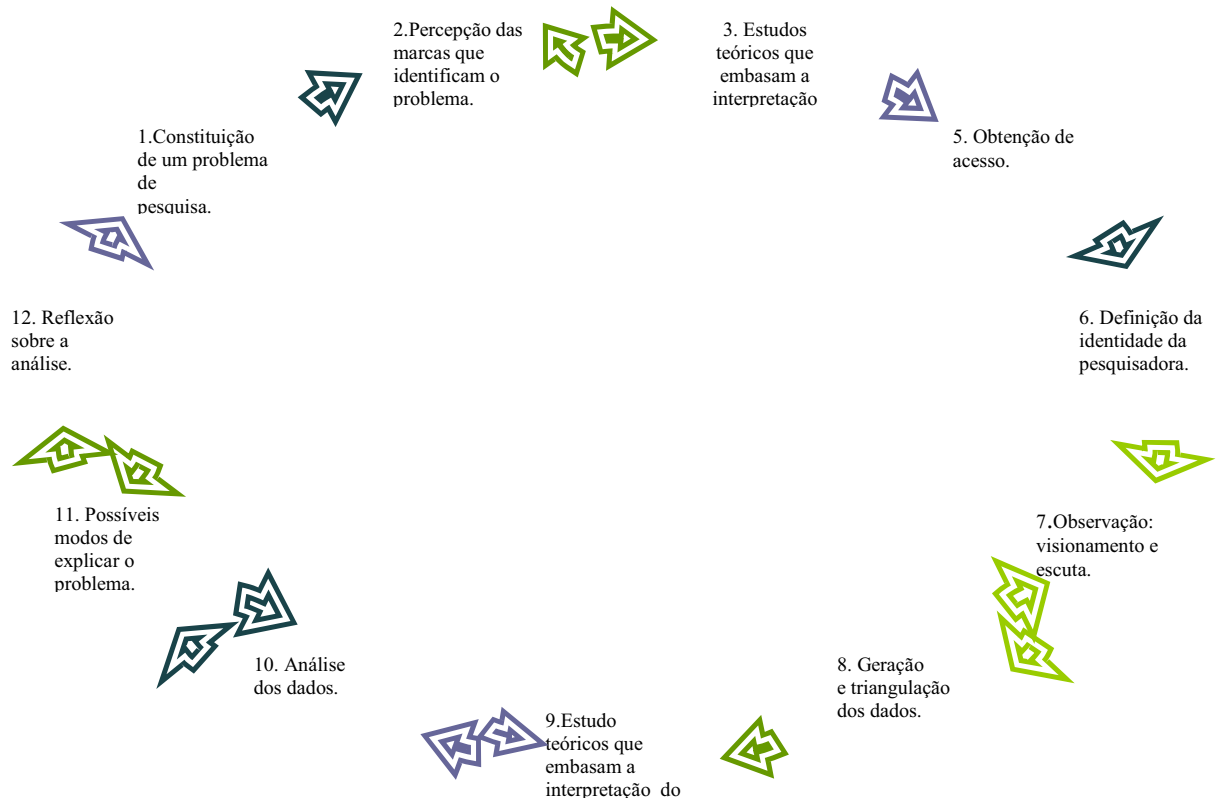 2.Percepção das
marcas que
identificam o
problema.
3. Estudos
teóricos que
embasam a
interpretação
1.Constituição
de um problema
de
pesquisa.
5. Obtenção de
acesso.
12. Reflexão
sobre a
análise.
6. Definição da
identidade da
pesquisadora.
11. Possíveis
modos de
explicar o
problema.
7.Observação:
visionamento e
escuta.
10. Análise
dos dados.
8. Geração
e triangulação
dos dados.
9.Estudo
teóricos que
embasam a
interpretação do